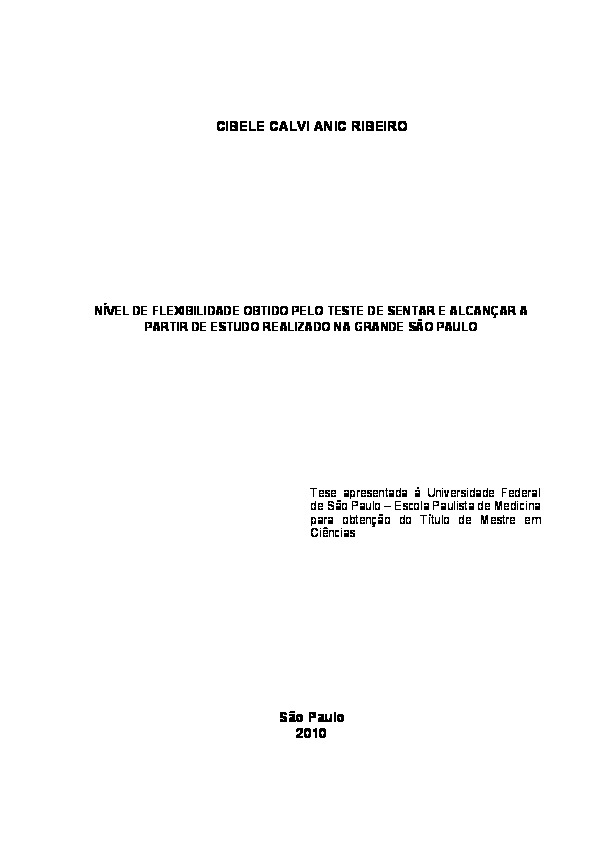 CIBELE CALVI ANIC RIBEIRO
NÍVEL DE FLEXIBILIDADE OBTIDO PELO TESTE DE SENTAR E ALCANÇAR A
PARTIR DE ESTUDO REALIZADO NA GRANDE SÃO PAULO
Tese apresentada á Universidade Federal
de São Paulo – Escola Paulista de Medicina
para obtenção do Título de Mestre em
Ciências
São Paulo
2010